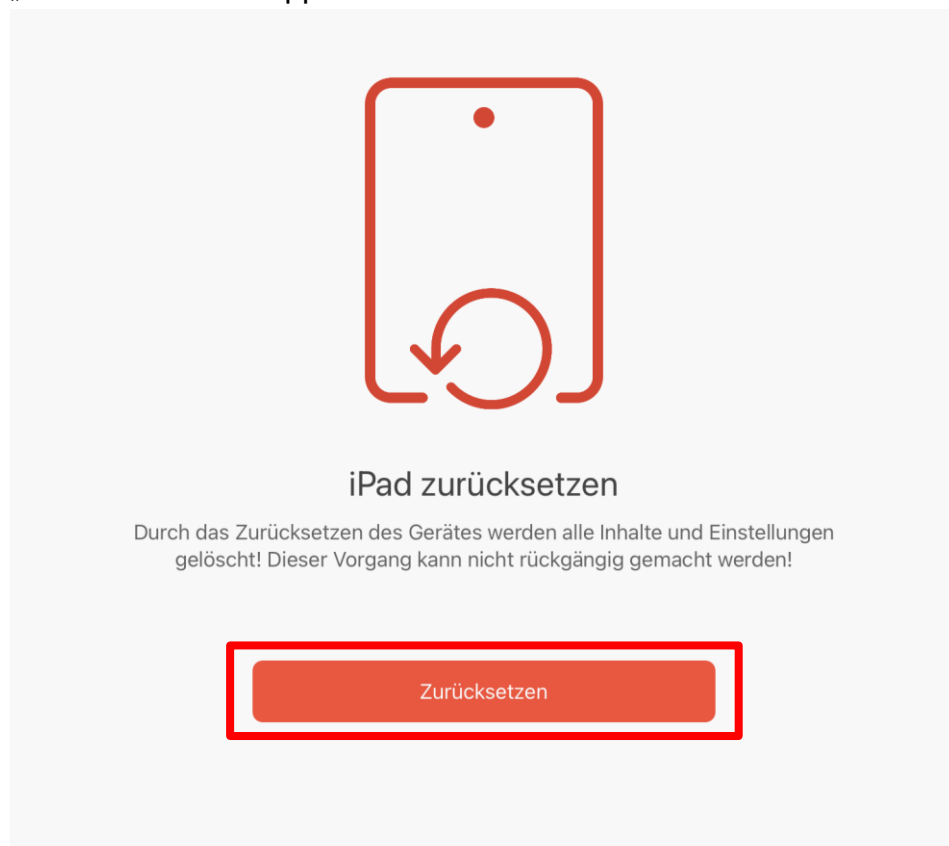 iPad zurücksetzen
Durch das Zurücksetzen des Gerätes werden alle Inhalte und Einstellungen
gelöscht! Dieser Vorgang kann nicht rückgängig gemacht werden!
Zurücksetzen